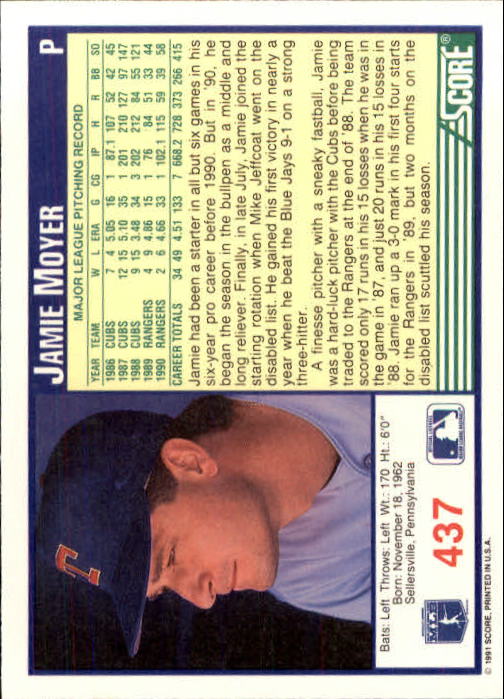 JAMIE MOYER P
MAJOR LEAGUE PITCHING RECORD
YEAR TEAM W L ERA G CG IP H R BB SO
1986 CUBS 7 4 5.05 16 1 87.1 107 52 42 45
1987 CUBS 12 15 5.10 35 1 201 210 127 97 147
1988 CUBS 9 15 3.48 34 3 202 212 84 55 121
1989 RANGERS 4 9 4.86 15 1 76 84 51 33 44
1990 RANGERS 2 6 4.66 33 1 102.1 115 59 39 58
CAREER TOTALS 34 49 4.51 133 7 668.2 728 373 266 415
Jamie had been a starter in all but six games in his
six-year pro career before 1990. But in '90, he
began the season in the bullpen as a middle and
long reliever. Finally, in late July, Jamie joined the
starting rotation when Mike Jeffcoat went on the
disabled list. He gained his first victory in nearly a
year when he beat the Blue Jays 9-1 on a strong
three-hitter.
A finesse pitcher with a sneaky fastball, Jamie
was a hard-luck pitcher with the Cubs before being
traded to the Rangers at the end of '88. The team
scored only 17 runs in his 15 losses when he was in
the game in '87, and just 20 runs in his 15 losses in
'88. Jamie ran up a 3-0 mark in his first four starts
for the Rangers in '89, but two months on the
disabled list scuttled his season.
SCORE
T
Bats: Left Throws: Left Wt.: 170 Ht.: 6'0"
Born: November 18, 1962
Sellersville, Pennsylvania
437
© 1991 SCORE, PRINTED IN U.S.A.